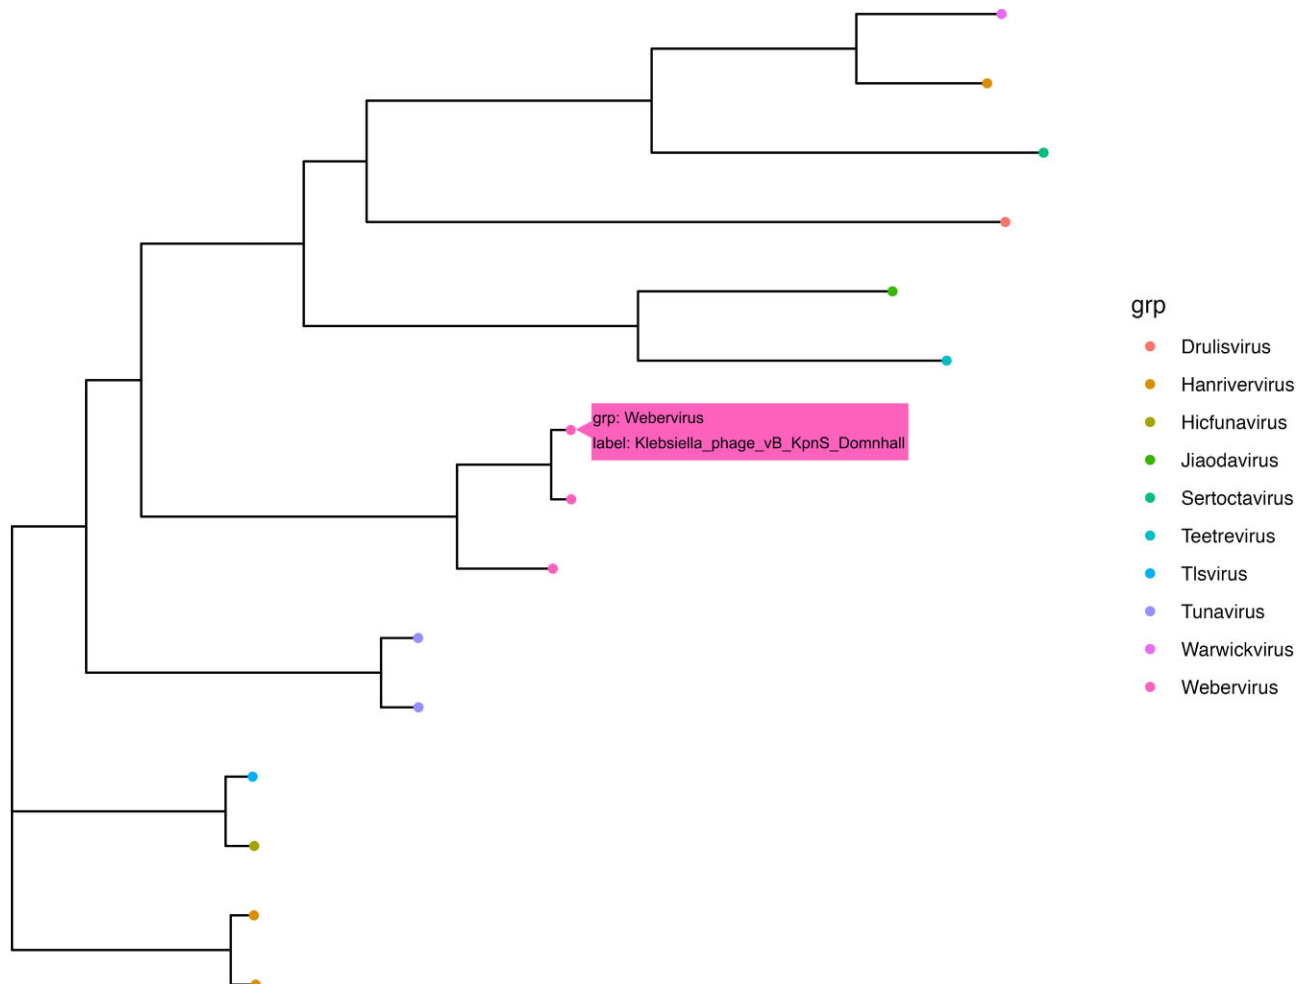 grp: Webervirus
label: Klebsiella_phage_vB_KpnS_Domnhall
grp
Drulisvirus
Hanrivervirus
Hicfunavirus
Jiaodavirus
Sertoctavirus
Teetrevirus
Tlsvirus
Tunavirus
Warwickvirus
Webervirus